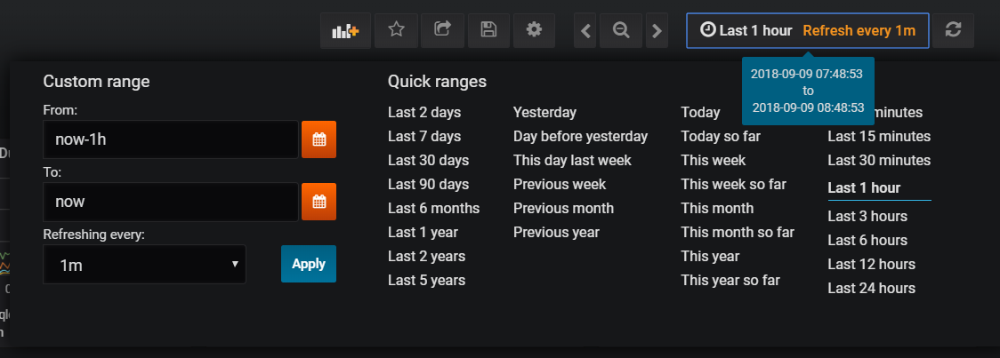 Last 1 hour Refresh every 1m
2018-09-09 07:48:53
to
2018-09-09 08:48:53
Custom range
From:
now-1h
To:
now
Refreshing every:
1m
Apply
Quick ranges
Last 2 days
Last 7 days
Last 30 days
Last 90 days
Last 6 months
Last 1 year
Last 2 years
Last 5 years
Yesterday
Day before yesterday
This day last week
Previous week
Previous month
Previous year
Today
Today so far
This week
This week so far
This month
This month so far
This year
This year so far
minutes
Last 15 minutes
Last 30 minutes
Last 1 hour
Last 3 hours
Last 6 hours
Last 12 hours
Last 24 hours